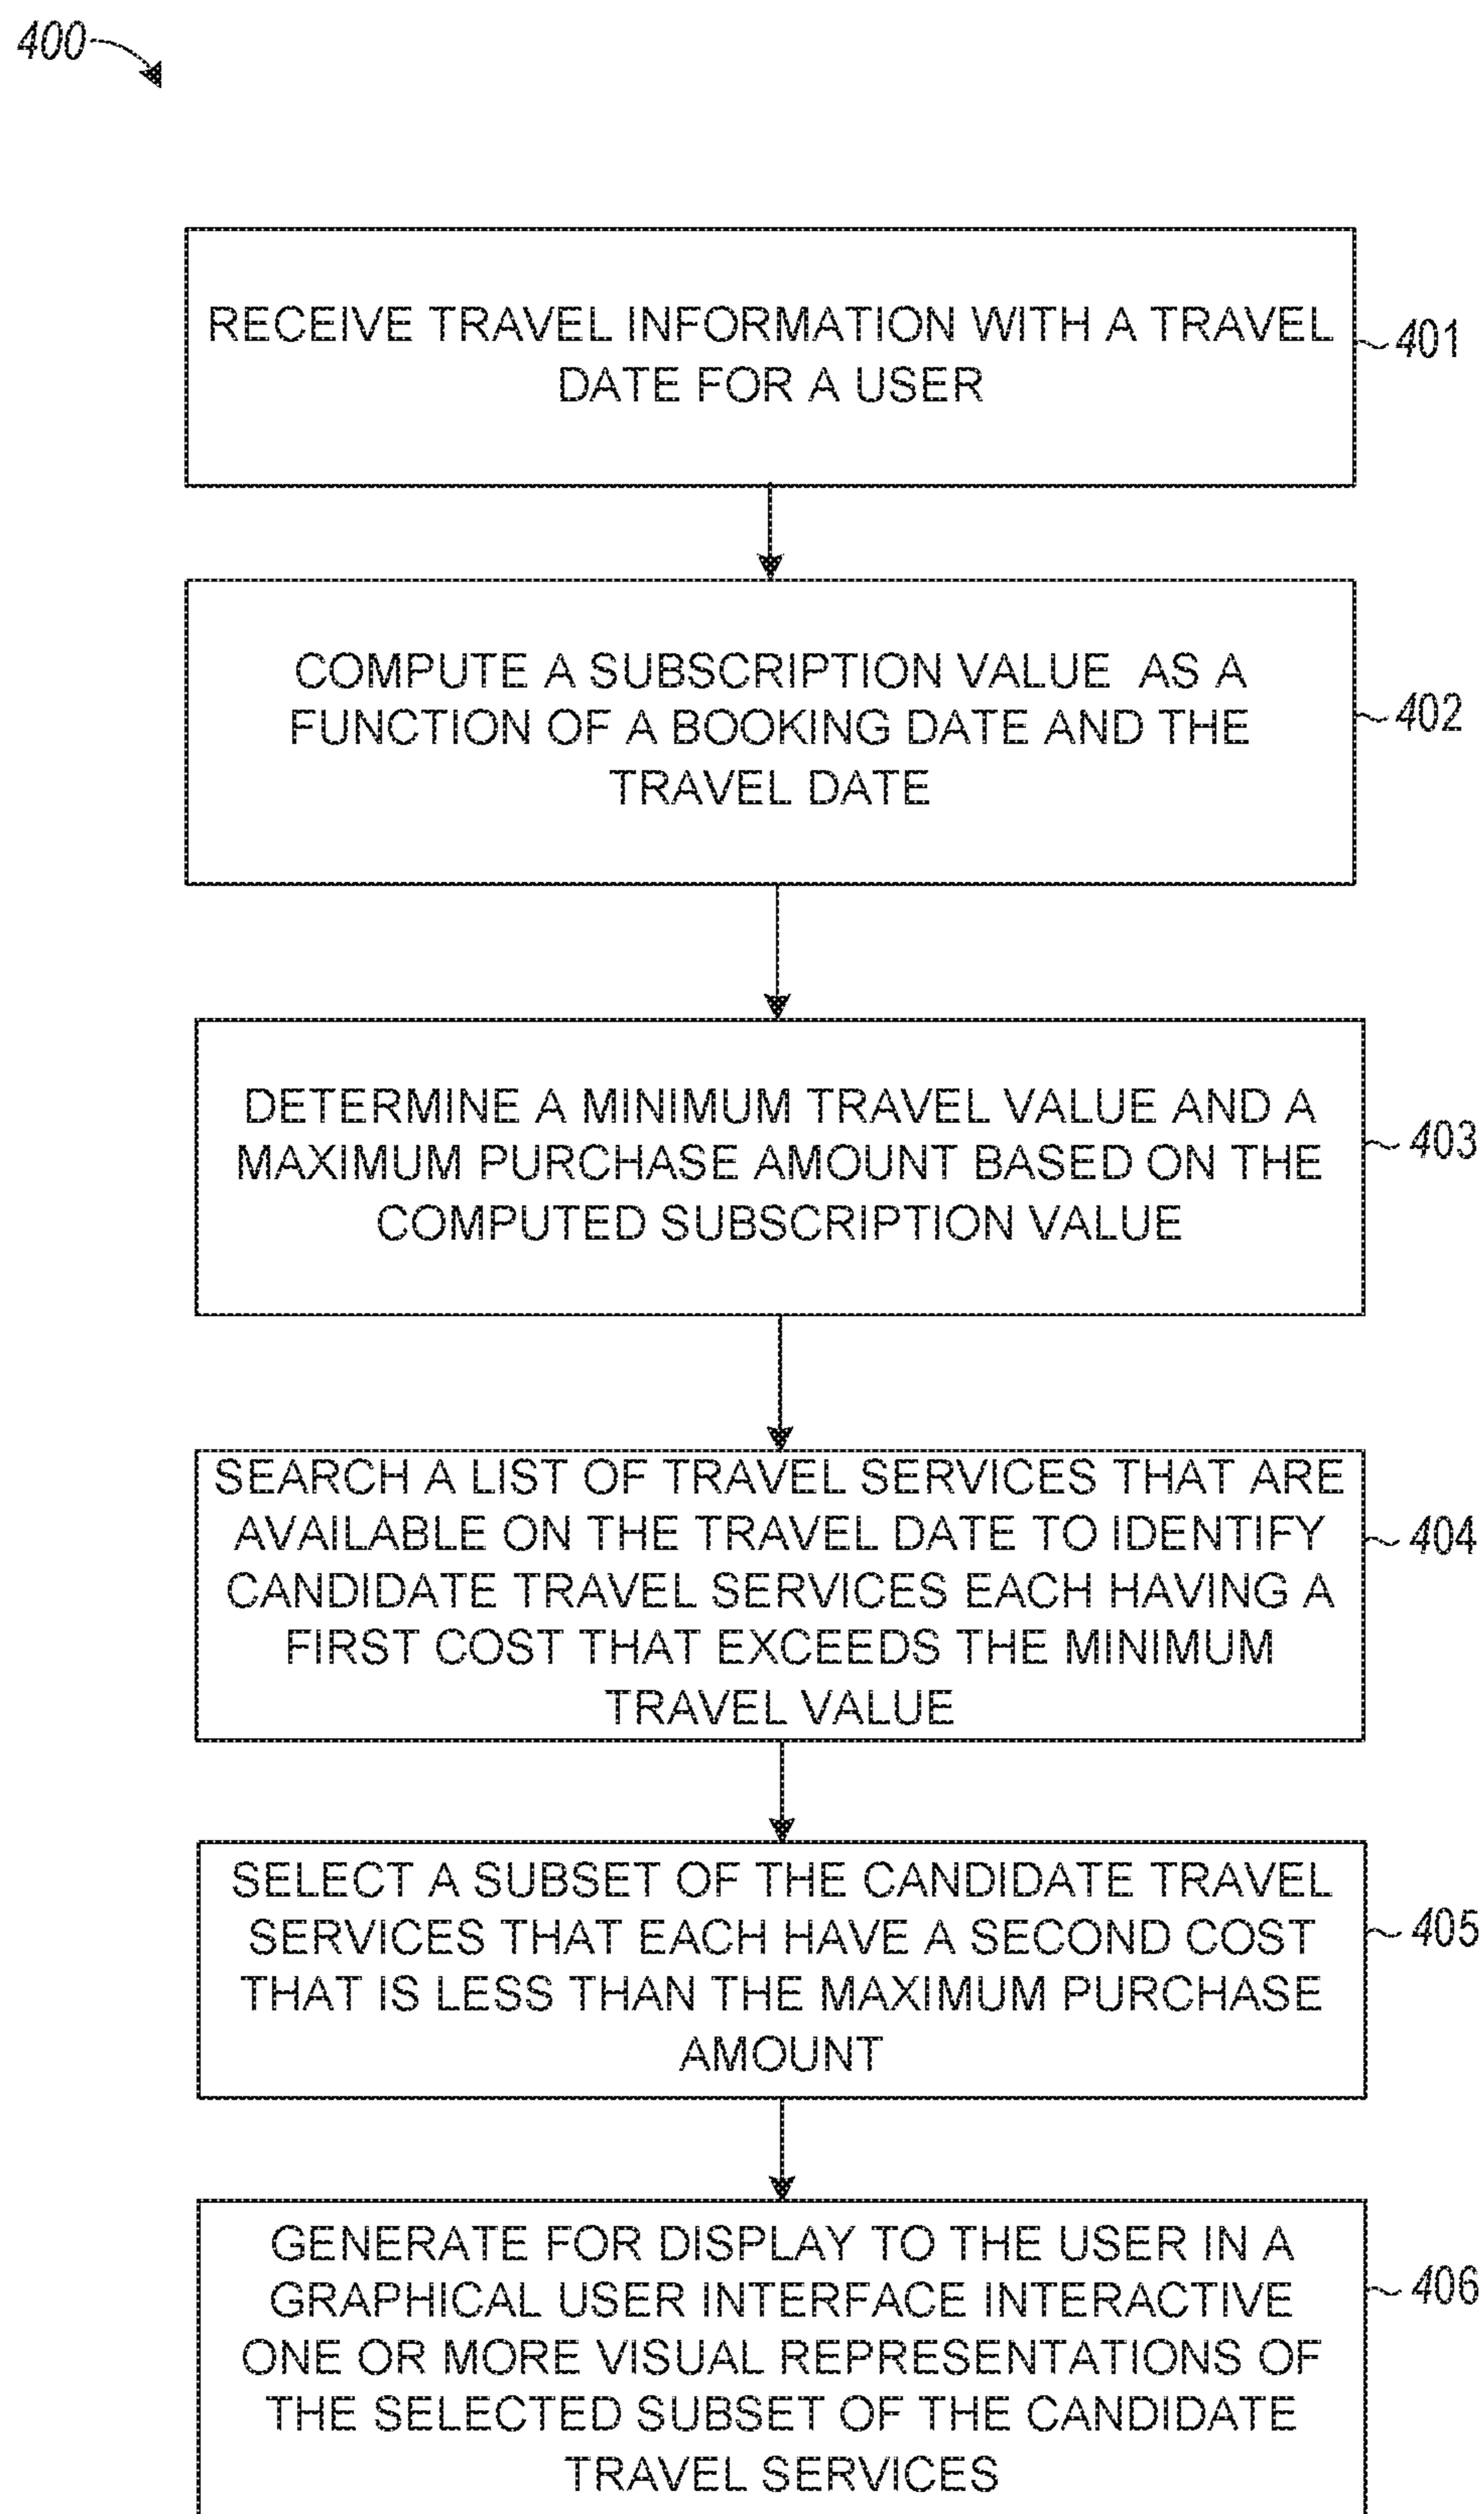 400
RECEIVE TRAVEL INFORMATION WITH A TRAVEL
DATE FOR A USER
401
COMPUTE A SUBSCRIPTION VALUE AS A
FUNCTION OF A BOOKING DATE AND THE
TRAVEL DATE
402
DETERMINE A MINIMUM TRAVEL VALUE AND A
MAXIMUM PURCHASE AMOUNT BASED ON THE
COMPUTED SUBSCRIPTION VALUE
403
SEARCH A LIST OF TRAVEL SERVICES THAT ARE
AVAILABLE ON THE TRAVEL DATE TO IDENTIFY
CANDIDATE TRAVEL SERVICES EACH HAVING A
FIRST COST THAT EXCEEDS THE MINIMUM
TRAVEL VALUE
404
SELECT A SUBSET OF THE CANDIDATE TRAVEL
SERVICES THAT EACH HAVE A SECOND COST
THAT IS LESS THAN THE MAXIMUM PURCHASE
AMOUNT
405
GENERATE FOR DISPLAY TO THE USER IN A
GRAPHICAL USER INTERFACE INTERACTIVE
ONE OR MORE VISUAL REPRESENTATIONS OF
THE SELECTED SUBSET OF THE CANDIDATE
TRAVEL SERVICES
406